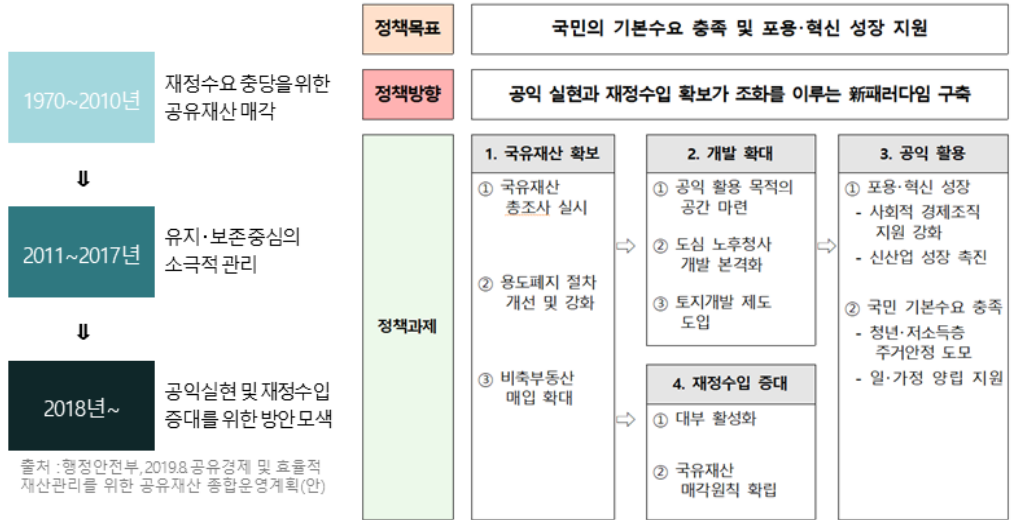 1970~2010년
재정수요 충당을 위한
공유재산 매각
⇓
2011~2017년
유지·보존 중심의
소극적 관리
⇓
2018년~
공익실현 및 재정수입
증대를 위한 방안 모색
출처 : 행정안전부, 2019.8. 공유경제 및 효율적
재산관리를 위한 공유재산 종합운영계획(안)
정책목표
국민의 기본수요 충족 및 포용·혁신 성장 지원
정책방향
공익 실현과 재정수입 확보가 조화를 이루는 新패러다임 구축
정책과제
1. 국유재산 확보
① 국유재산
총조사 실시
② 용도폐지 절차
개선 및 강화
③ 비축부동산
매입 확대
2. 개발 확대
① 공익 활용 목적의
공간 마련
② 도심 노후청사
개발 본격화
③ 토지개발 제도
도입
3. 공익 활용
① 포용·혁신 성장
- 사회적 경제조직
지원 강화
- 신산업 성장 촉진
② 국민 기본수요 충족
- 청년·저소득층
주거안정 도모
- 일·가정 양립 지원
4. 재정수입 증대
① 대부 활성화
② 국유재산
매각원칙 확립